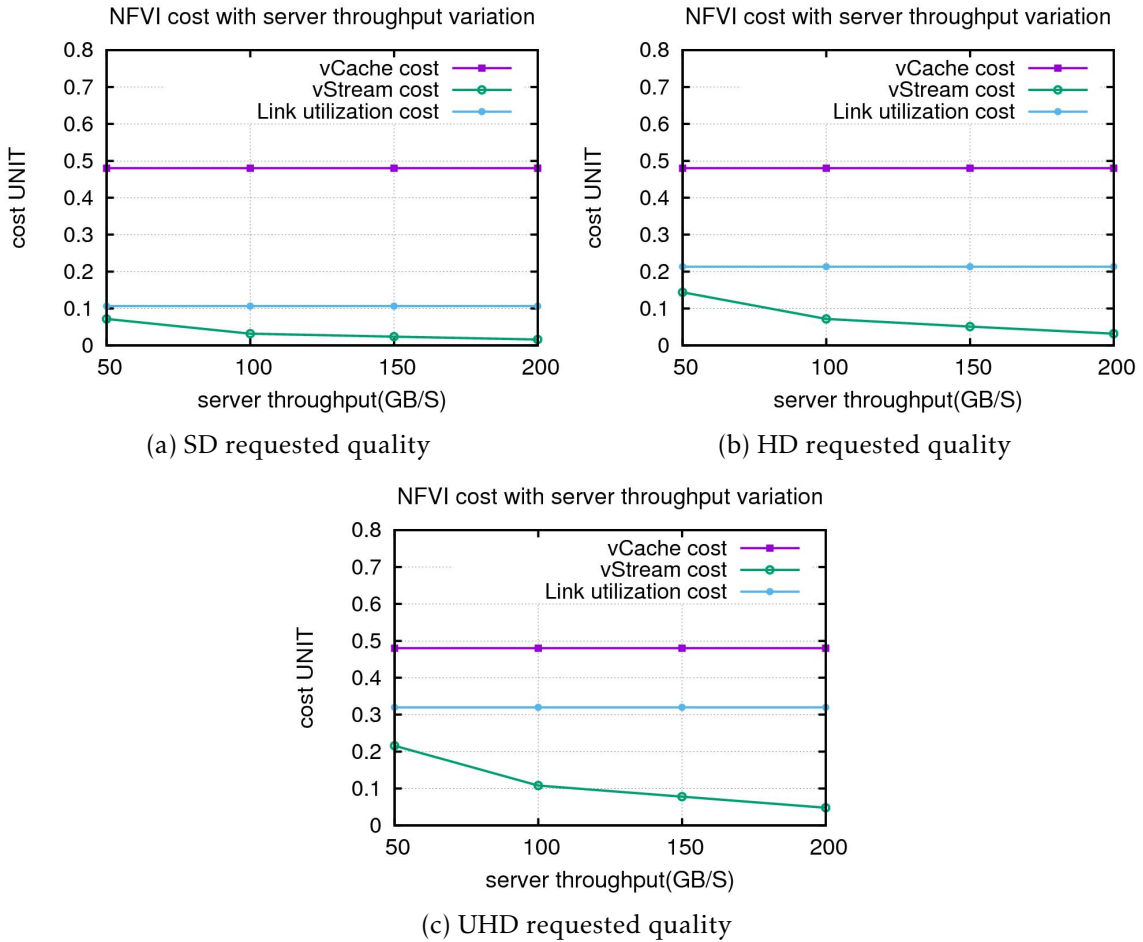 NFVI cost with server throughput variation
0.8
0.7
0.6
0.5
0.4
0.3
0.2
0.1
0
cost UNIT
vCache cost
vStream cost
Link utilization cost
50 100 150 200
server throughput(GB/S)
(a) SD requested quality
NFVI cost with server throughput variation
0.8
0.7
0.6
0.5
0.4
0.3
0.2
0.1
0
cost UNIT
vCache cost
vStream cost
Link utilization cost
50 100 150 200
server throughput(GB/S)
(b) HD requested quality
NFVI cost with server throughput variation
0.8
0.7
0.6
0.5
0.4
0.3
0.2
0.1
0
cost UNIT
vCache cost
vStream cost
Link utilization cost
50 100 150 200
server throughput(GB/S)
(c) UHD requested quality